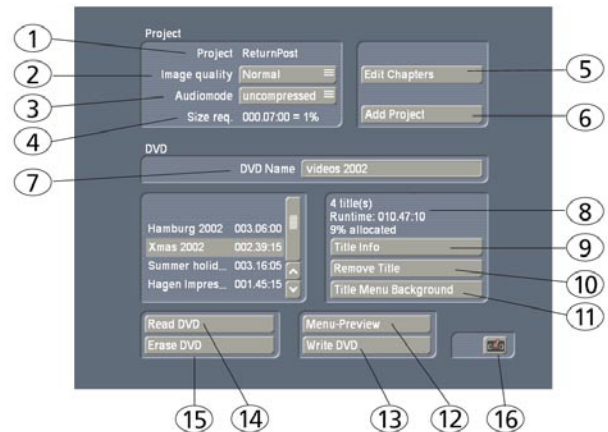 Project
1
Project ReturnPost
2
Image quality Normal
3
Audiomode uncompressed
4
Size req. 000.07:00 = 1%
Edit Chapters
5
Add Project
6
DVD
7
DVD Name videos 2002
Hamburg 2002 003.06:00
Xmas 2002 002.39:15
Summer holid... 003.16:05
Hagen Impres... 001.45:15
4 title(s)
Runtime: 010.47:10
9% allocated
8
Title Info
9
Remove Title
10
Title Menu Background
11
Read DVD
Erase DVD
Menu-Preview
Write DVD
15
14
13
12
16